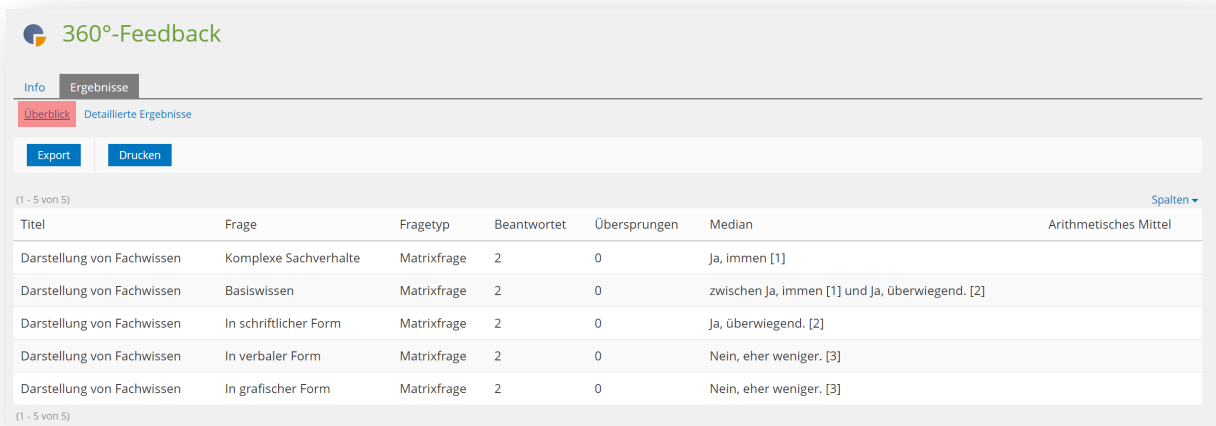 360°-Feedback
Info Ergebnisse
Überblick Detaillierte Ergebnisse
Export Drucken
(1 - 5 von 5) Spalten
Titel Frage Fragetyp Beantwortet Übersprungen Median Arithmetisches Mittel
Darstellung von Fachwissen Komplexe Sachverhalte Matrixfrage 2 0 Ja, immen [1]
Darstellung von Fachwissen Basiswissen Matrixfrage 2 0 zwischen Ja, immen [1] und Ja, überwiegend. [2]
Darstellung von Fachwissen In schriftlicher Form Matrixfrage 2 0 Ja, überwiegend. [2]
Darstellung von Fachwissen In verbaler Form Matrixfrage 2 0 Nein, eher weniger. [3]
Darstellung von Fachwissen In grafischer Form Matrixfrage 2 0 Nein, eher weniger. [3]
(1 - 5 von 5)